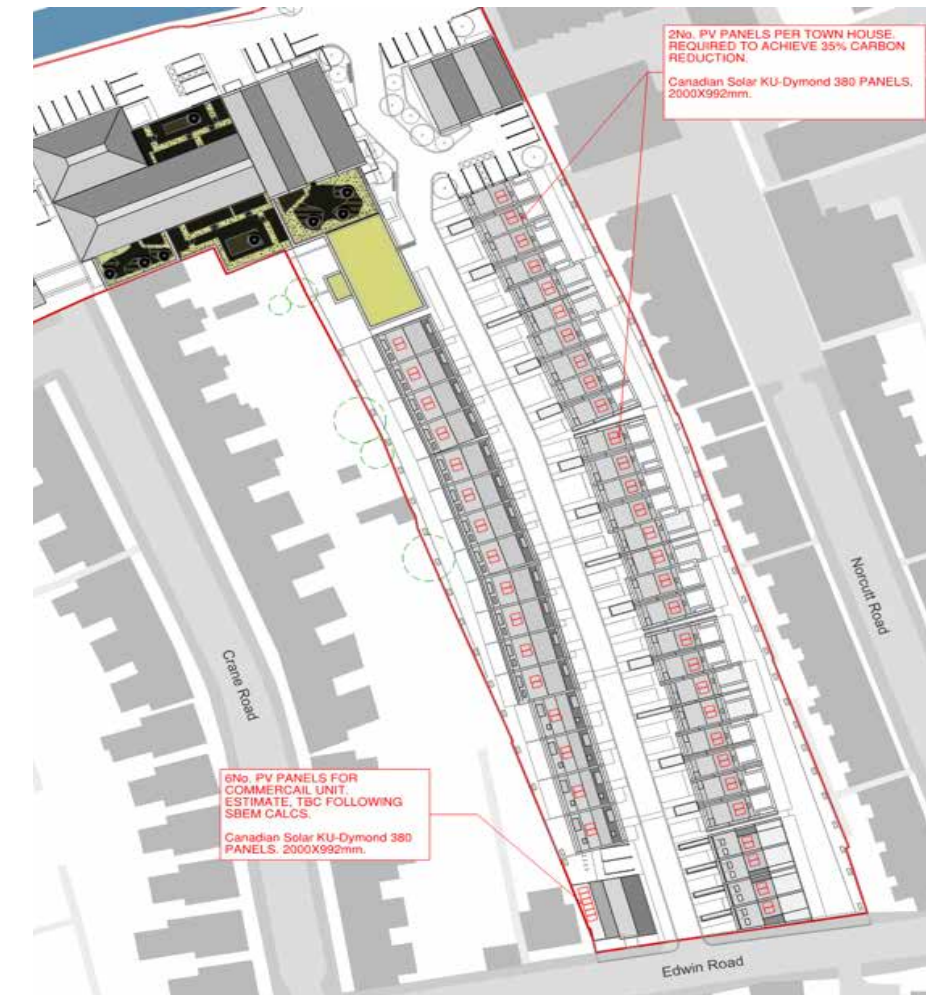 2No. PV PANELS PER TOWN HOUSE.
REQUIRED TO ACHIEVE 35% CARBON
REDUCTION.
Canadian Solar KU-Dymond 380 PANELS.
2000X992mm.
Norcutt Road
Crane Road
6No. PV PANELS FOR
COMMERCAIL UNIT.
ESTIMATE, TBC FOLLOWING
SBEM CALCS.
Canadian Solar KU-Dymond 380
PANELS. 2000X992mm.
Edwin Road